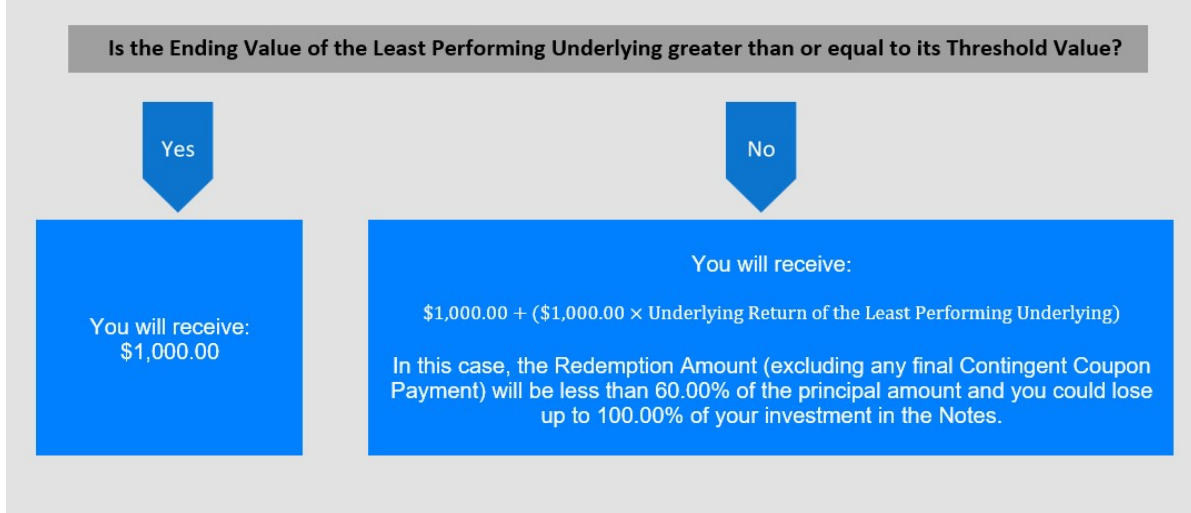 Is the Ending Value of the Least Performing Underlying greater than or equal to its Threshold Value?
Yes
No
You will receive:
$1,000.00
You will receive:
$1,000.00 + ($1,000.00 × Underlying Return of the Least Performing Underlying)
In this case, the Redemption Amount (excluding any final Contingent Coupon
Payment) will be less than 60.00% of the principal amount and you could lose
up to 100.00% of your investment in the Notes.